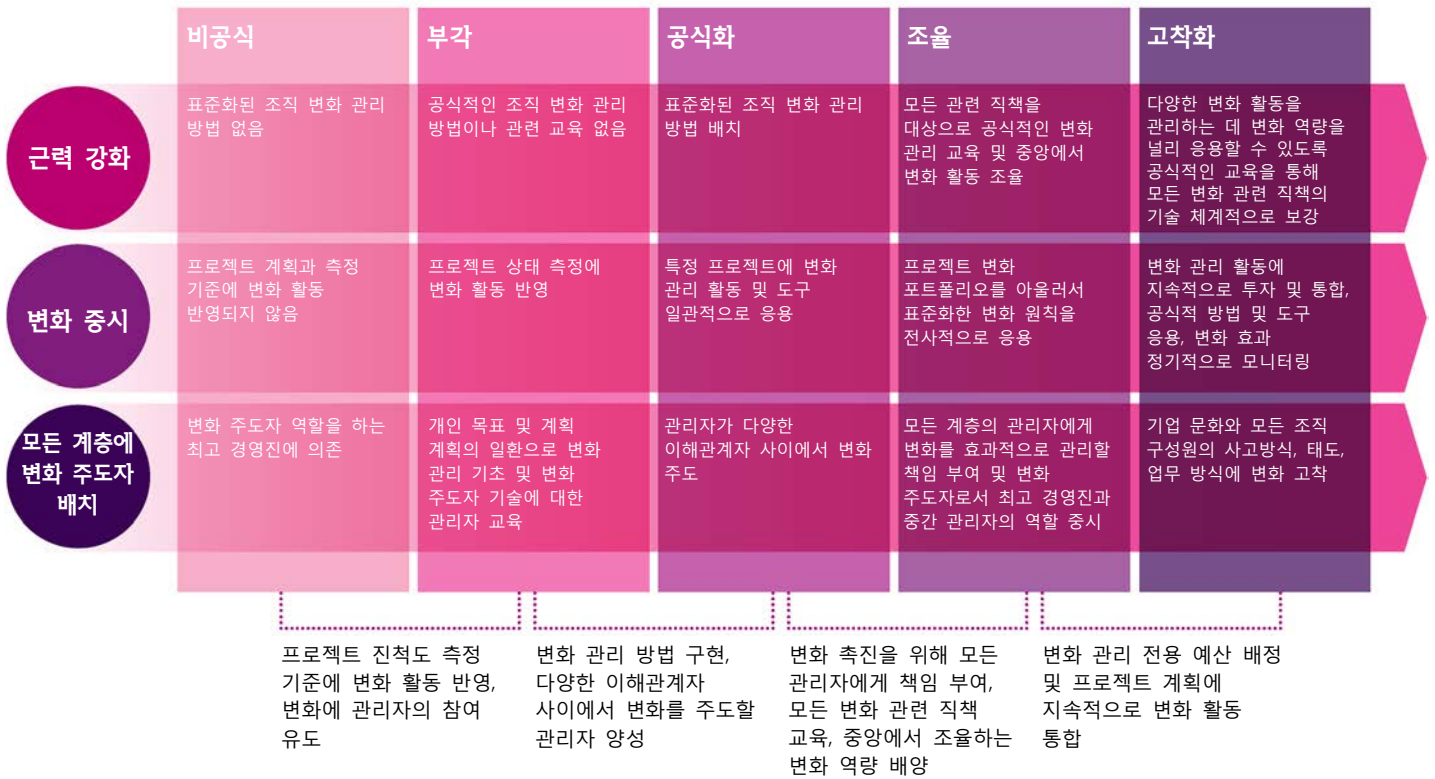 비공식
부각
공식화
조율
고착화
근력 강화
표준화된 조직 변화 관리
방법 없음
공식적인 조직 변화 관리
방법이나 관련 교육 없음
표준화된 조직 변화 관리
방법 배치
모든 관련 직책을
대상으로 공식적인 변화
관리 교육 및 중앙에서
변화 활동 조율
다양한 변화 활동을
관리하는 데 변화 역량을
널리 응용할 수 있도록
공식적인 교육을 통해
모든 변화 관련 직책의
기술 체계적으로 보강
변화 중시
프로젝트 계획과 측정
기준에 변화 활동
반영되지 않음
프로젝트 상태 측정에
변화 활동 반영
특정 프로젝트에 변화
관리 활동 및 도구
일관적으로 응용
프로젝트 변화
포트폴리오를 아울러서
표준화한 변화 원칙을
전사적으로 응용
변화 관리 활동에
지속적으로 투자 및 통합,
공식적 방법 및 도구
응용, 변화 효과
정기적으로 모니터링
모든 계층에
변화 주도자
배치
변화 주도자 역할을 하는
최고 경영진에 의존
개인 목표 및 계획
계획의 일환으로 변화
관리 기초 및 변화
주도자 기술에 대한
관리자 교육
관리자가 다양한
이해관계자 사이에서 변화
주도
모든 계층의 관리자에게
변화를 효과적으로 관리할
책임 부여 및 변화
주도자로서 최고 경영진과
중간 관리자의 역할 중시
기업 문화와 모든 조직
구성원의 사고방식, 태도,
업무 방식에 변화 고착
프로젝트 진척도 측정
기준에 변화 활동 반영,
변화에 관리자의 참여
유도
변화 관리 방법 구현,
다양한 이해관계자
사이에서 변화를 주도할
관리자 양성
변화 촉진을 위해 모든
관리자에게 책임 부여,
모든 변화 관련 직책
교육, 중앙에서 조율하는
변화 역량 배양
변화 관리 전용 예산 배정
및 프로젝트 계획에
지속적으로 변화 활동
통합